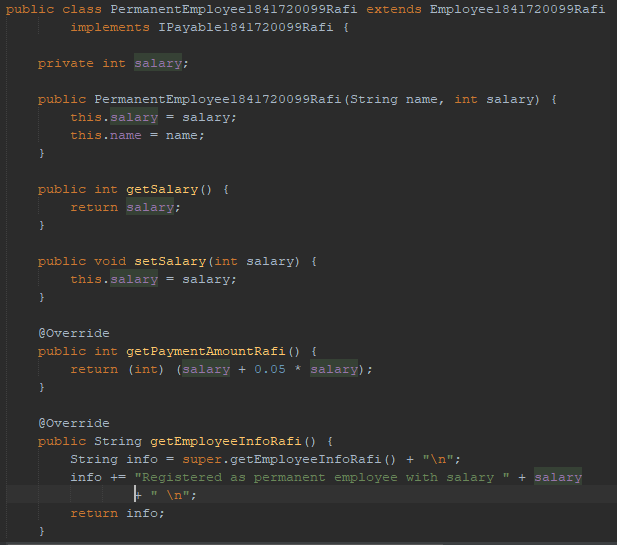 public class PermanentEmployee1841720099Rafi extends Employee1841720099Rafi
implements IPayable1841720099Rafi {
private int salary;
public PermanentEmployee1841720099Rafi(String name, int salary) {
this.salary = salary;
this.name = name;
}
public int getSalary() {
return salary;
}
public void setSalary(int salary) {
this.salary = salary;
}
@Override
public int getPaymentAmountRafi() {
return (int) (salary + 0.05 * salary);
}
@Override
public String getEmployeeInfoRafi() {
String info = super.getEmployeeInfoRafi() + "\n";
info += "Registered as permanent employee with salary " + salary
+ " \n";
return info;
}